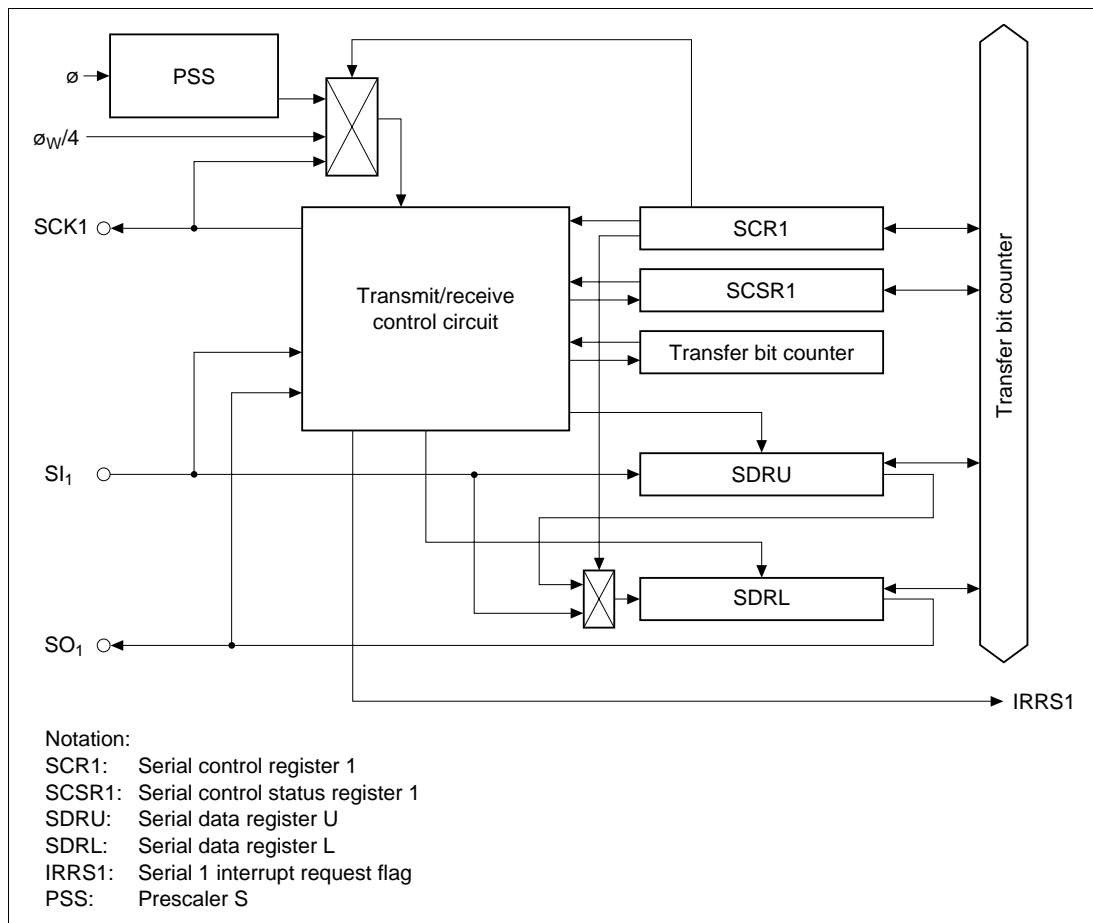 ø
PSS
øW/4
SCK1
SCR1
SCSR1
Transmit/receive
control circuit
Transfer bit counter
Transfer bit counter
SI1
SDRU
SDRL
SO1
IRRS1
Notation:
SCR1: Serial control register 1
SCSR1: Serial control status register 1
SDRU: Serial data register U
SDRL: Serial data register L
IRRS1: Serial 1 interrupt request flag
PSS: Prescaler S